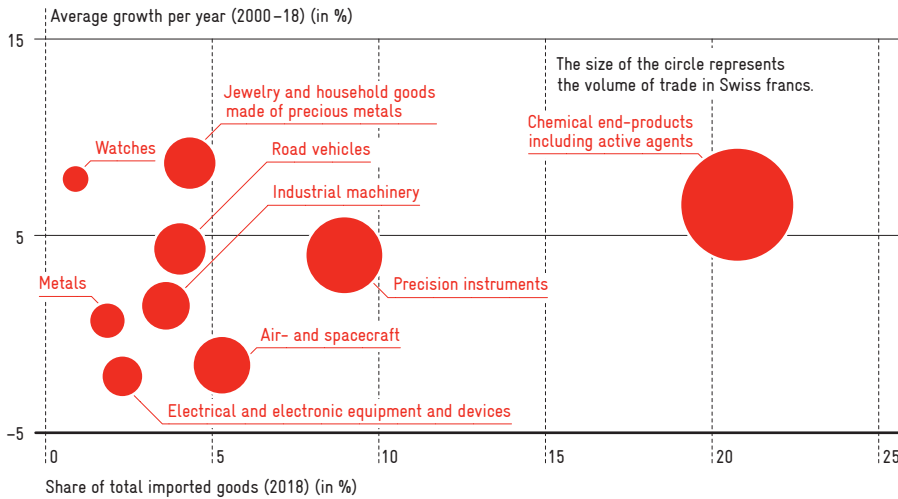 Average growth per year (2000–18) (in %)
15
The size of the circle represents
the volume of trade in Swiss francs.
Jewelry and household goods
made of precious metals
Chemical end-products
including active agents
Watches
Road vehicles
Industrial machinery
5
Metals
Precision instruments
Air- and spacecraft
Electrical and electronic equipment and devices
–5
0 5 10 15 20 25
Share of total imported goods (2018) (in %)